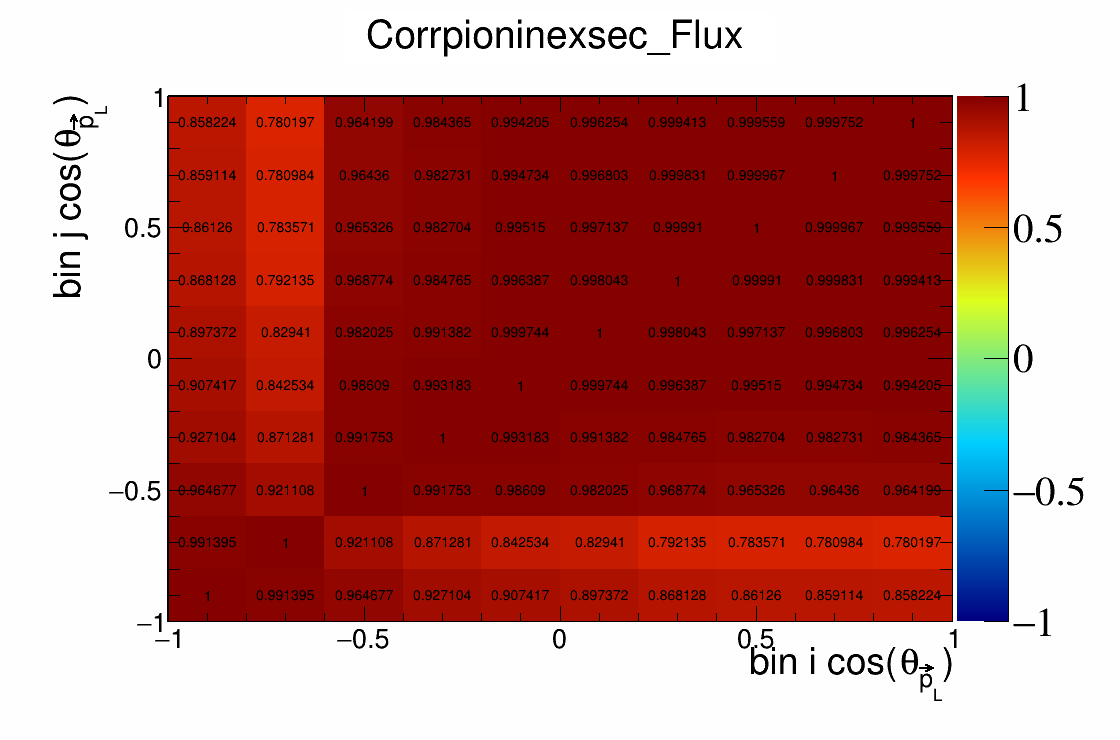 Corrpioninexsec_Flux
bin j cos(θ_p⃗_L)
1
0.858224 0.780197 0.964199 0.984365 0.994205 0.996254 0.999413 0.999559 0.999752 1
0.859114 0.780984 0.96436 0.982731 0.994734 0.996803 0.999831 0.999967 1 0.999752
0.5
0.86126 0.783571 0.965326 0.982704 0.99515 0.997137 0.99991 1 0.999967 0.999559
0.868128 0.792135 0.968774 0.984765 0.996387 0.998043 1 0.99991 0.999831 0.999413
0.897372 0.82941 0.982025 0.991382 0.999744 1 0.998043 0.997137 0.996803 0.996254
0
0.907417 0.842534 0.98609 0.993183 1 0.999744 0.996387 0.99515 0.994734 0.994205
0.927104 0.871281 0.991753 1 0.993183 0.991382 0.984765 0.982704 0.982731 0.984365
−0.5
0.964677 0.921108 1 0.991753 0.98609 0.982025 0.968774 0.965326 0.96436 0.964199
0.991395 1 0.921108 0.871281 0.842534 0.82941 0.792135 0.783571 0.780984 0.780197
1 0.991395 0.964677 0.927104 0.907417 0.897372 0.868128 0.86126 0.859114 0.858224
−1
−1 −0.5 0 0.5 1
bin i cos(θ_p⃗_L)
1
0.5
0
−0.5
−1